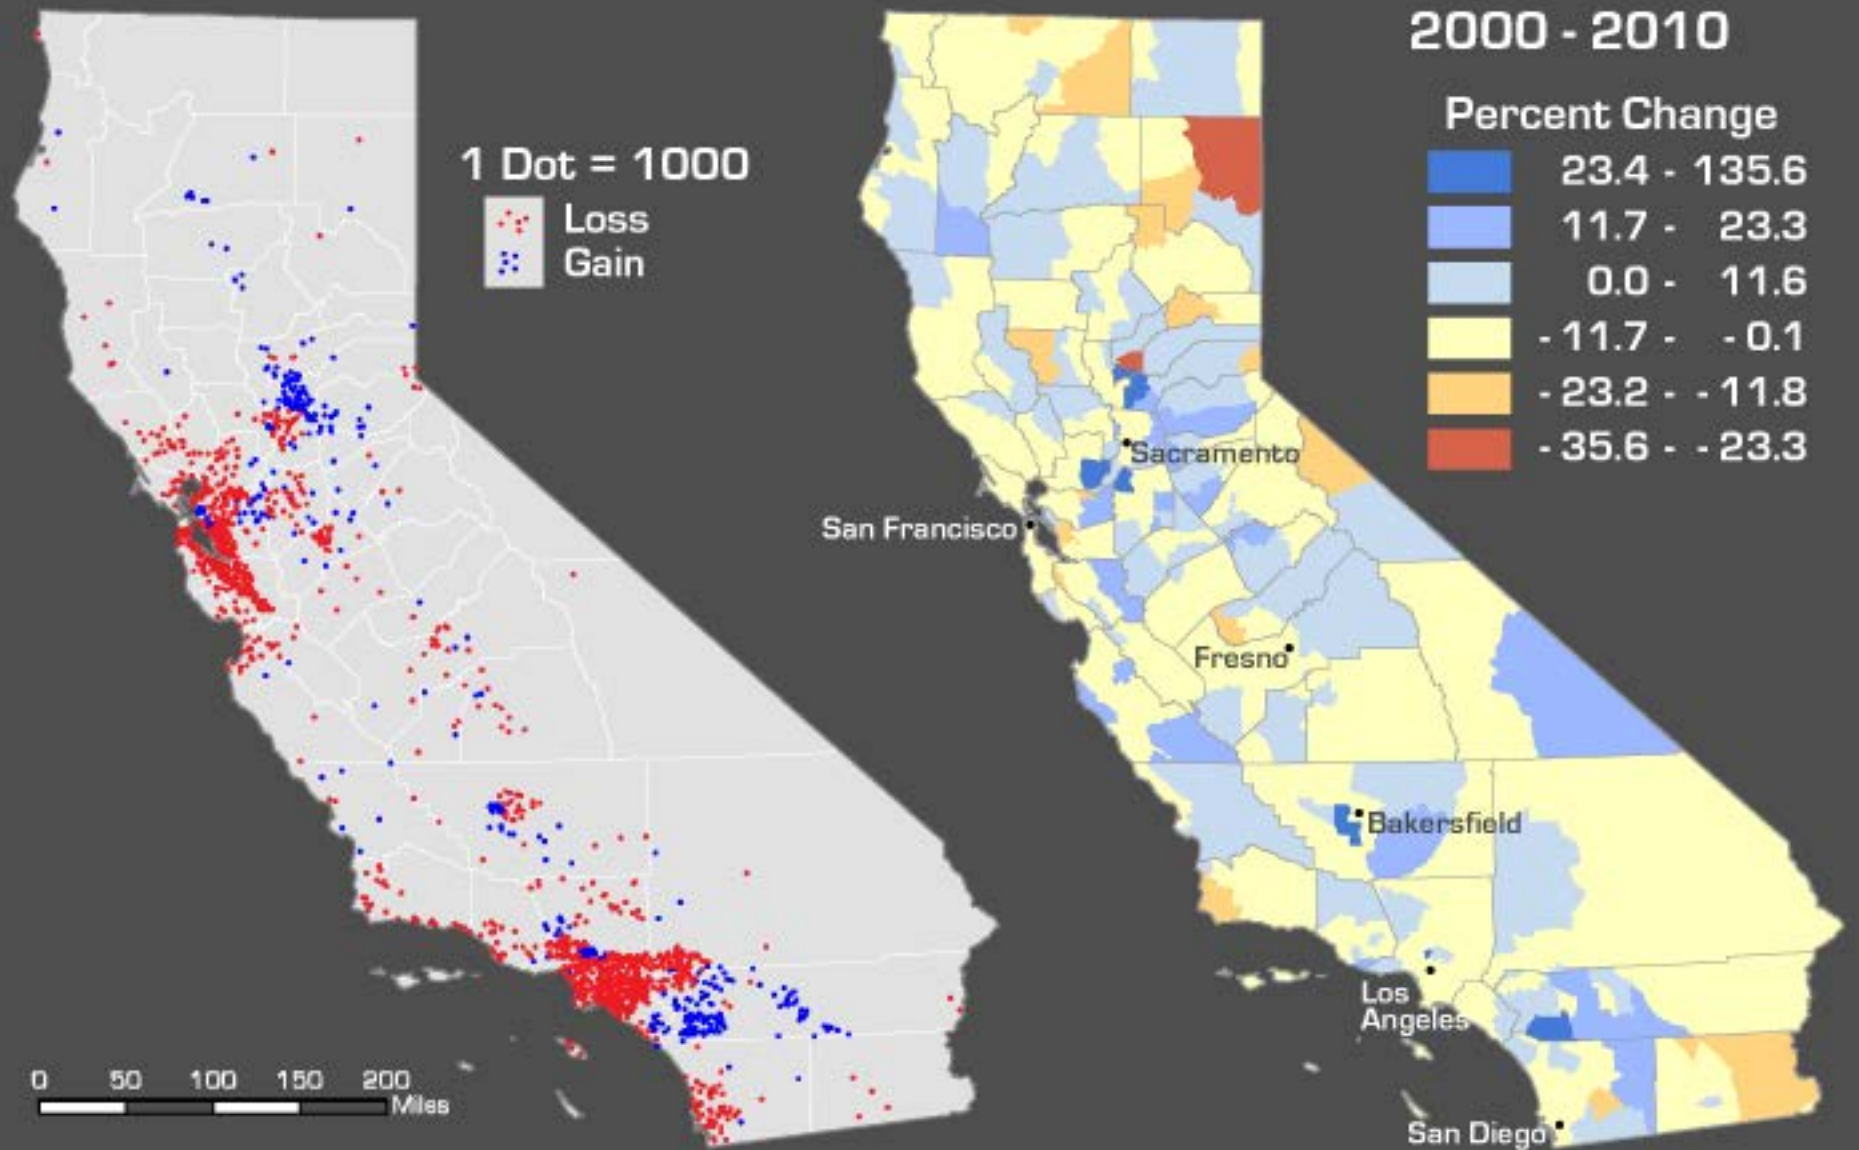 2000 - 2010
Percent Change
23.4 - 135.6
11.7 - 23.3
0.0 - 11.6
- 11.7 - - 0.1
- 23.2 - - 11.8
- 35.6 - - 23.3
1 Dot = 1000
Loss
Gain
Sacramento
San Francisco
Fresno
Bakersfield
Los
Angeles
San Diego
0 50 100 150 200
Miles